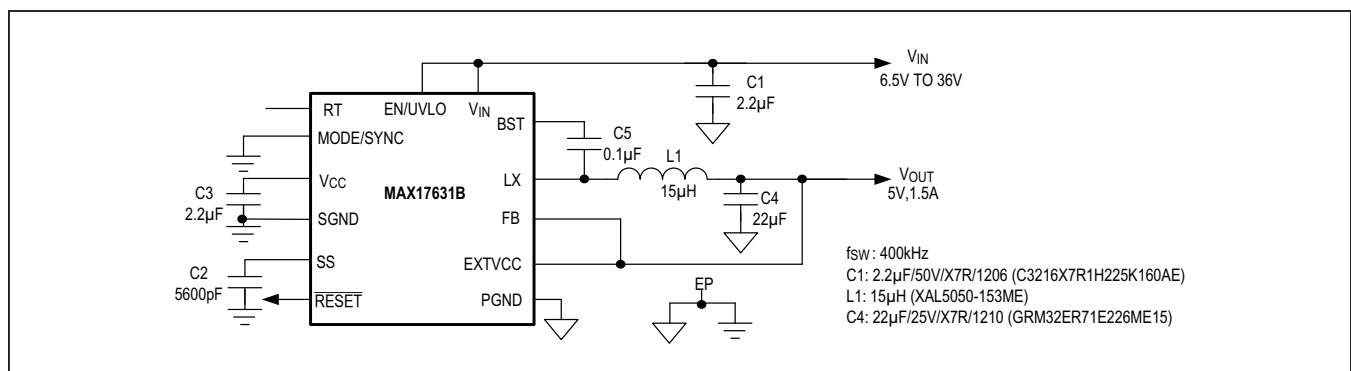 VIN
6.5V TO 36V
C1
2.2µF
RT
EN/UVLO
VIN
BST
MODE/SYNC
C5
0.1µF
L1
15µH
VCC
MAX17631B
LX
VOUT
5V,1.5A
C3
2.2µF
C4
22µF
SGND
FB
SS
EXTVCC
C2
5600pF
RESET
PGND
EP
fSW : 400kHz
C1: 2.2µF/50V/X7R/1206 (C3216X7R1H225K160AE)
L1: 15µH (XAL5050-153ME)
C4: 22µF/25V/X7R/1210 (GRM32ER71E226ME15)